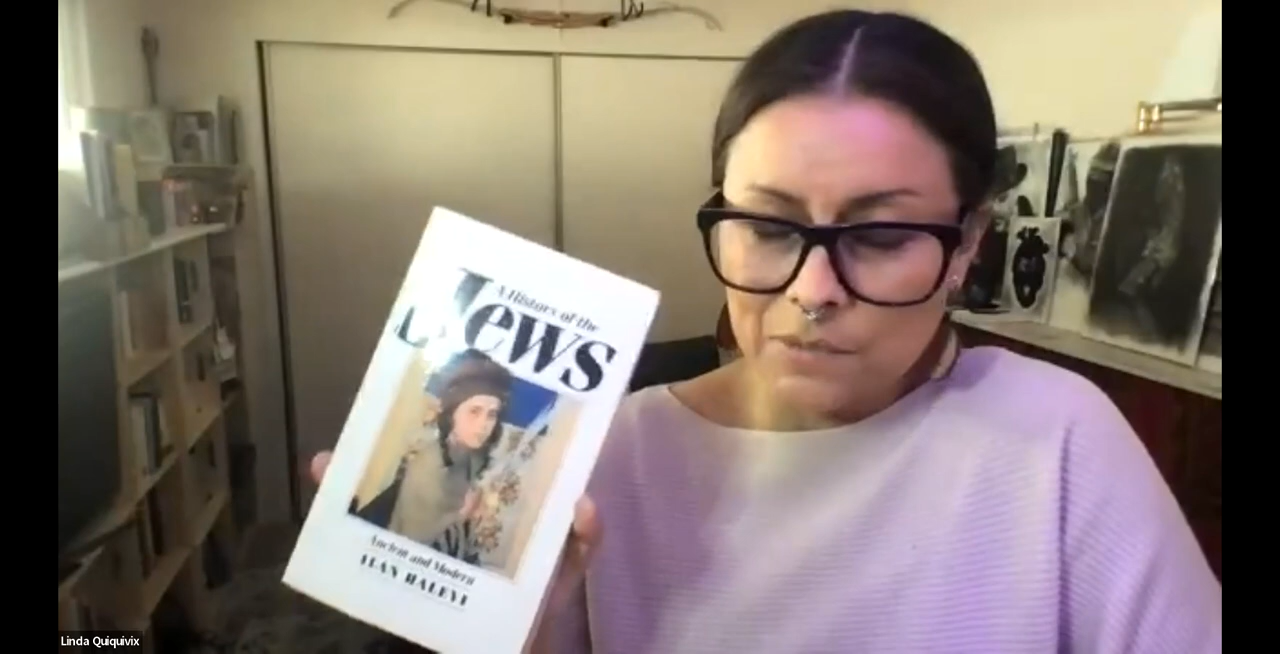 A History of the
Jews
Ancient and Modern
ILAN HALEVI
Linda Quiquivix